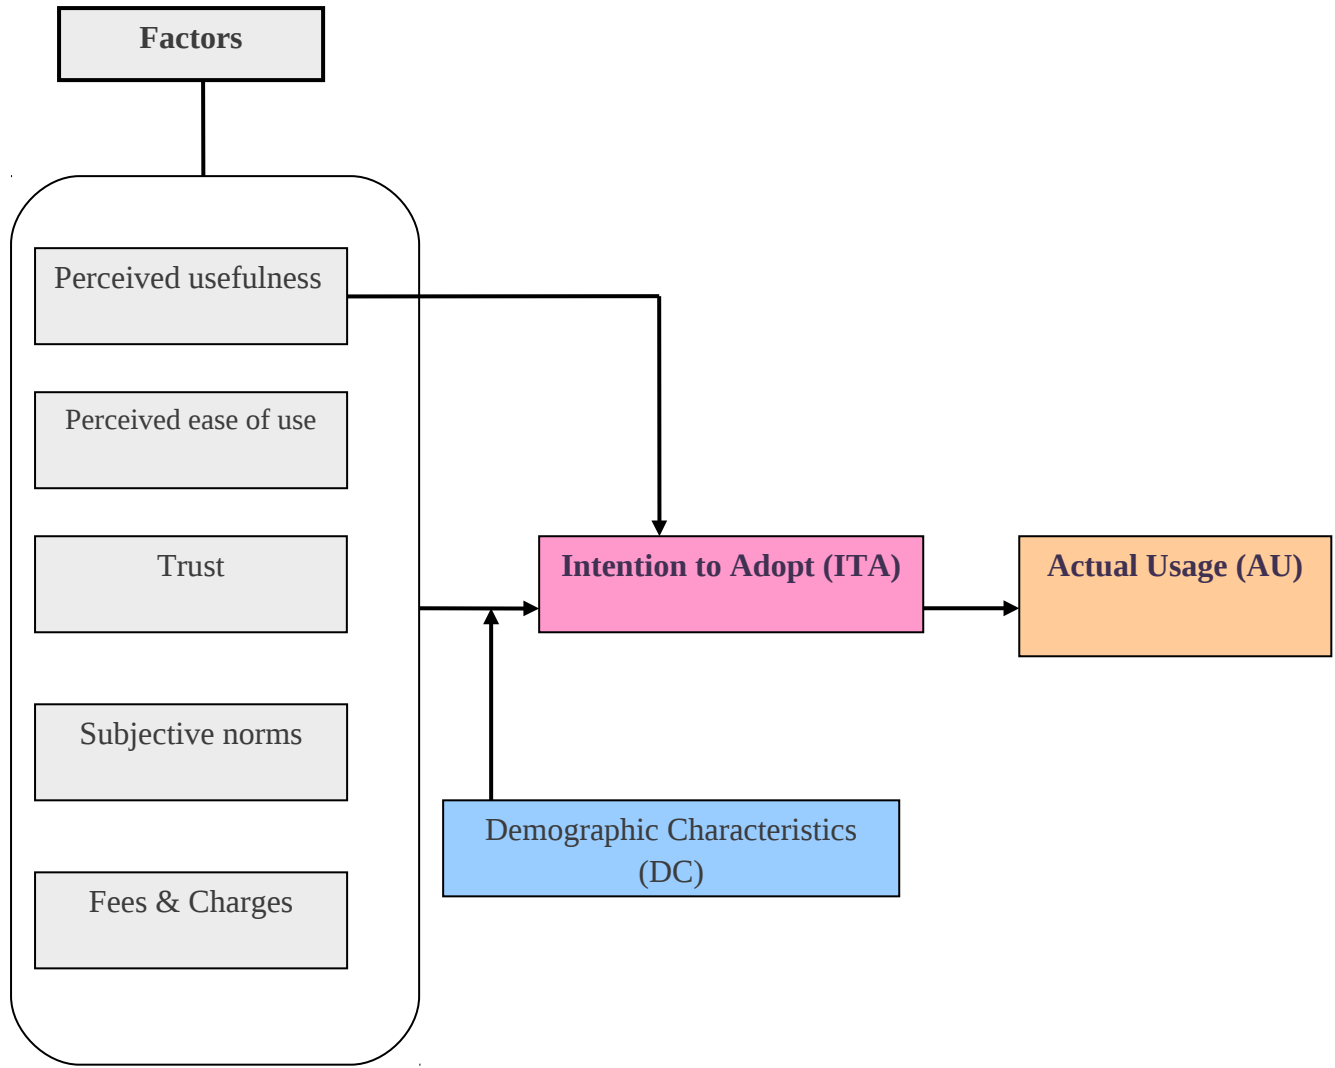 Factors
Perceived usefulness
Perceived ease of use
Trust
Intention to Adopt (ITA)
Actual Usage (AU)
Subjective norms
Demographic Characteristics
(DC)
Fees & Charges